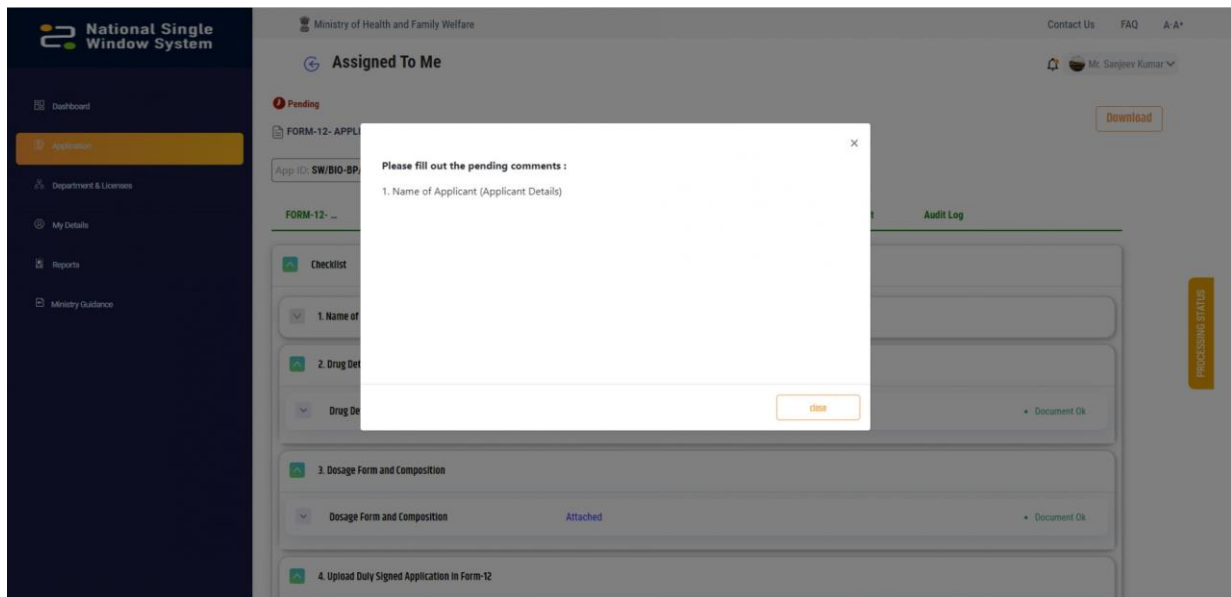 National Single
Window System
Ministry of Health and Family Welfare
Contact Us
FAQ
A- A+
Assigned To Me
Mr. Sanjeev Kumar
Dashboard
Application
Department & Licenses
My Details
Reports
Ministry Guidance
Pending
Download
FORM-12- APPLI
App ID: SW/BIO-BP/
FORM-12- ...
t
Audit Log
Please fill out the pending comments :
1. Name of Applicant (Applicant Details)
×
close
Checklist
1. Name of
2. Drug Det
Drug De
Document Ok
3. Dosage Form and Composition
Dosage Form and Composition
Attached
Document Ok
4. Upload Duly Signed Application in Form-12
PROCESSING STATUS